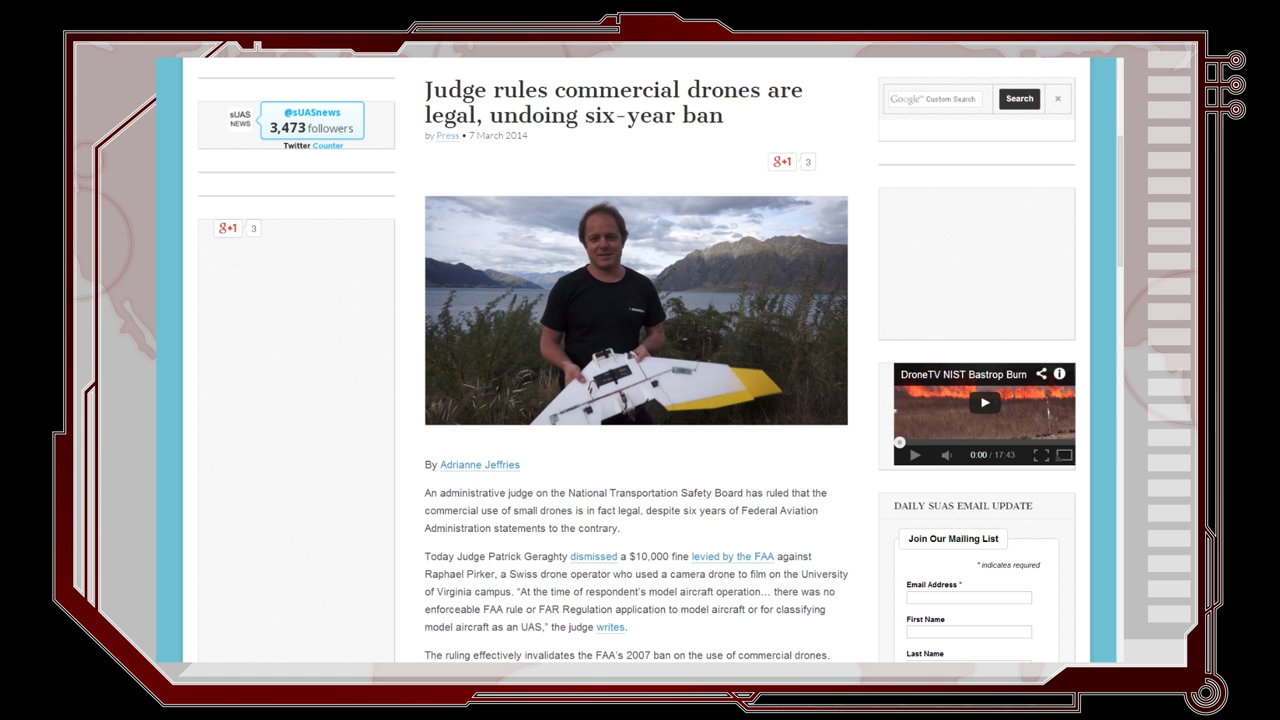 sUAS
NEWS
@sUASnews
3,473 followers
Twitter Counter
g+1 3
Judge rules commercial drones are
legal, undoing six-year ban
by Press • 7 March 2014
g+1 3
By Adrianne Jeffries
An administrative judge on the National Transportation Safety Board has ruled that the
commercial use of small drones is in fact legal, despite six years of Federal Aviation
Administration statements to the contrary.
Today Judge Patrick Geraghty dismissed a $10,000 fine levied by the FAA against
Raphael Pirker, a Swiss drone operator who used a camera drone to film on the University
of Virginia campus. “At the time of respondent’s model aircraft operation… there was no
enforceable FAA rule or FAR Regulation application to model aircraft or for classifying
model aircraft as an UAS,” the judge writes.
The ruling effectively invalidates the FAA’s 2007 ban on the use of commercial drones.
Google™ Custom Search Search ×
DroneTV NIST Bastrop Burn
0:00 / 17:43
DAILY SUAS EMAIL UPDATE
Join Our Mailing List
* indicates required
Email Address *
First Name
Last Name